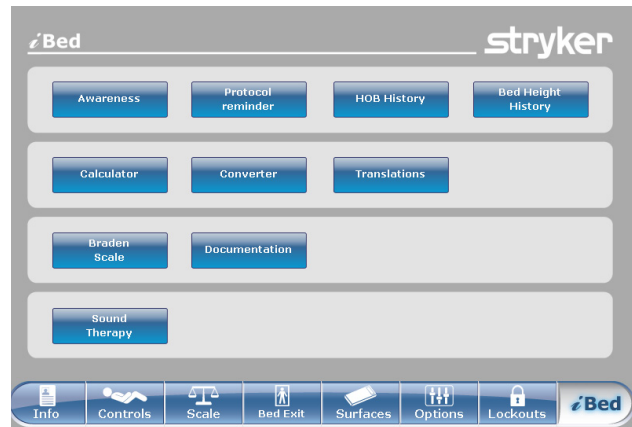 iBed
stryker
Awareness
Protocol
reminder
HOB History
Bed Height
History
Calculator
Converter
Translations
Braden
Scale
Documentation
Sound
Therapy
Info
Controls
Scale
Bed Exit
Surfaces
Options
Lockouts
iBed